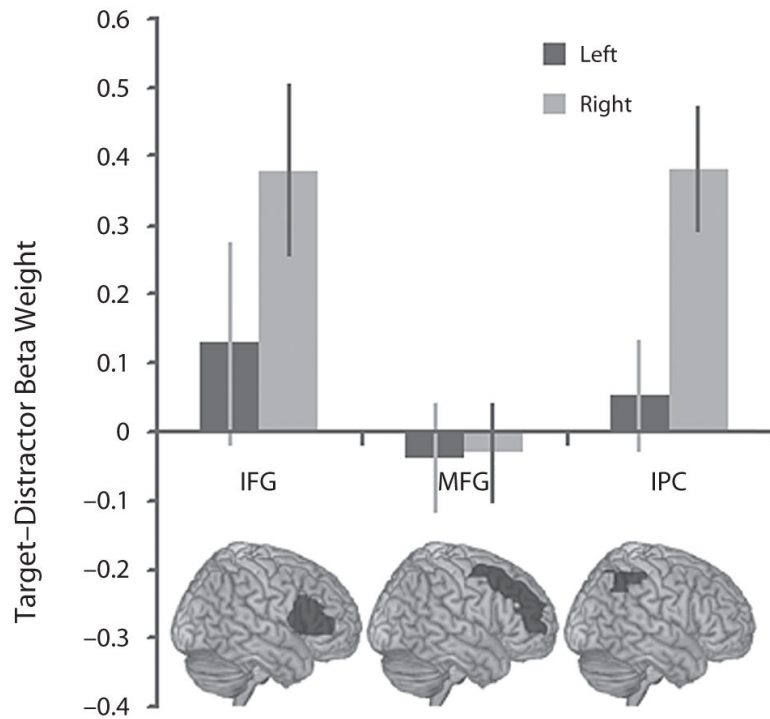 0.6
0.5
0.4
0.3
0.2
0.1
0
–0.1
–0.2
–0.3
–0.4
Target–Distractor Beta Weight
Left
Right
IFG
MFG
IPC